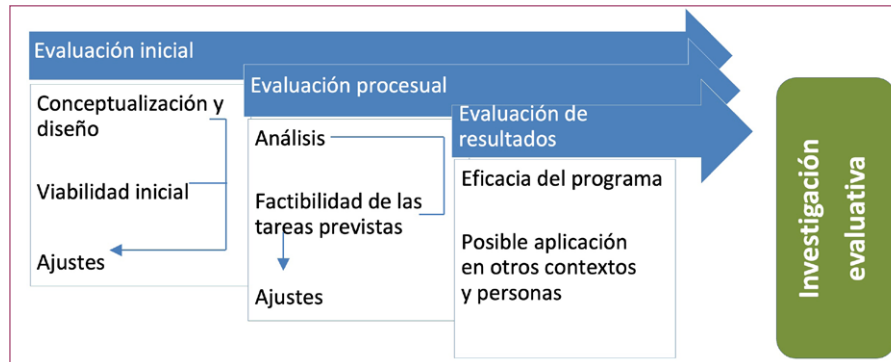 Evaluación inicial
Conceptualización y
diseño
Viabilidad inicial
Ajustes
Evaluación procesual
Análisis
Factibilidad de las
tareas previstas
Ajustes
Evaluación de
resultados
Eficacia del programa
Posible aplicación
en otros contextos
y personas
Investigación
evaluativa